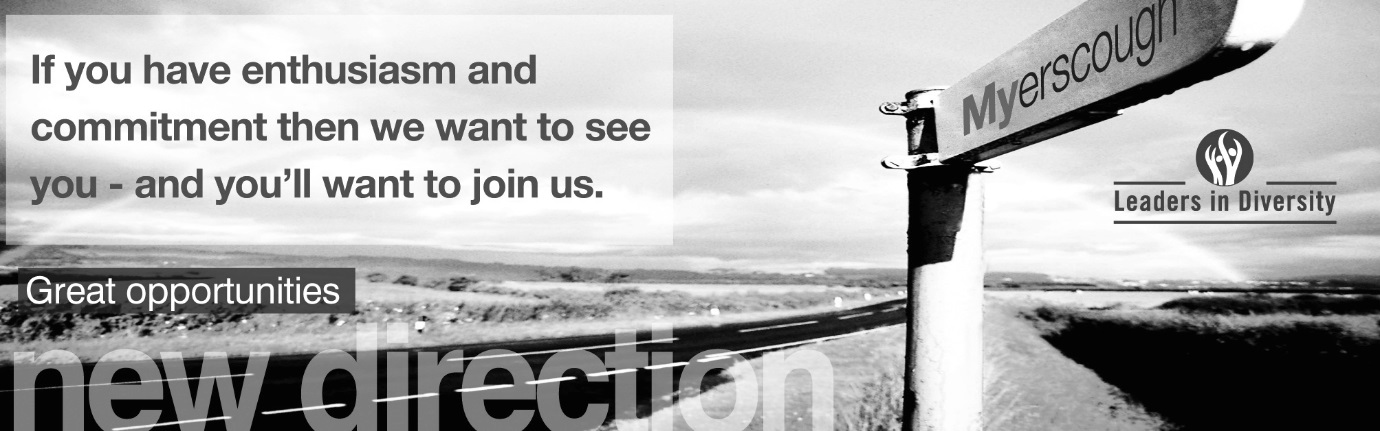 If you have enthusiasm and
commitment then we want to see
you - and you’ll want to join us.
Great opportunities
new direction
Myerscough
Leaders in Diversity